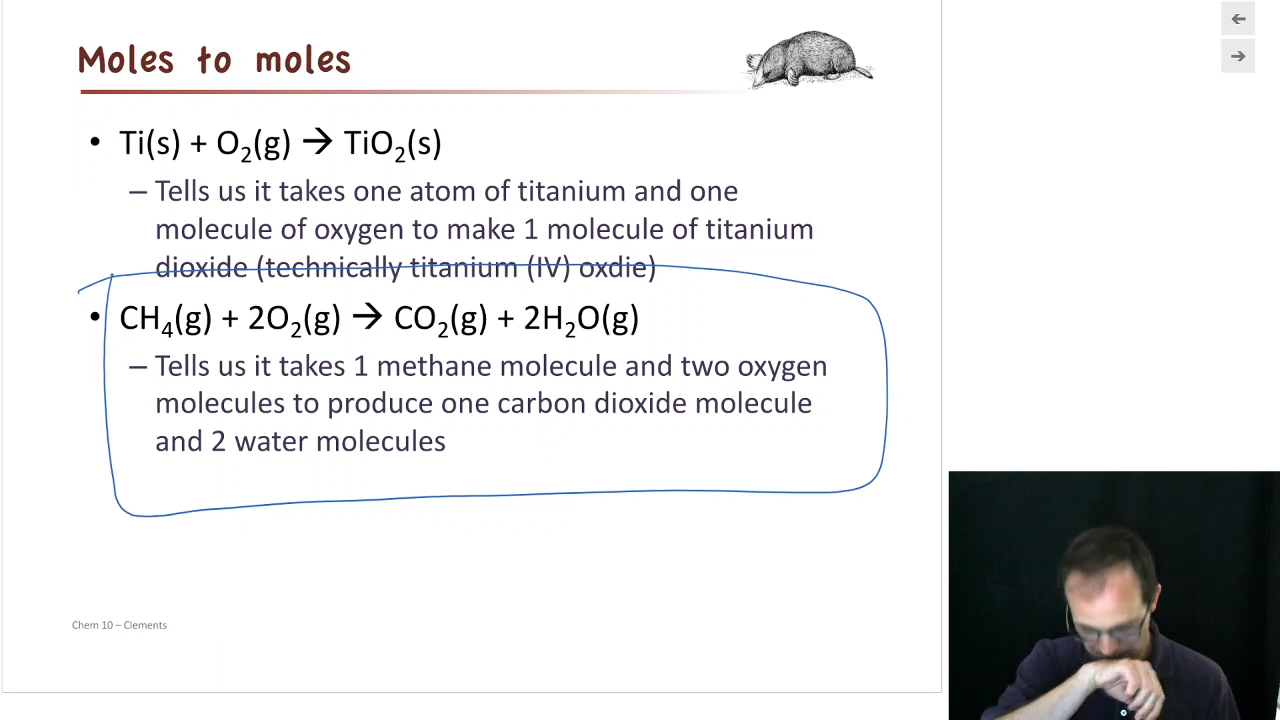 Moles to moles
• Ti(s) + O₂(g) → TiO₂(s)
– Tells us it takes one atom of titanium and one
molecule of oxygen to make 1 molecule of titanium
dioxide (technically titanium (IV) oxdie)
• CH₄(g) + 2O₂(g) → CO₂(g) + 2H₂O(g)
– Tells us it takes 1 methane molecule and two oxygen
molecules to produce one carbon dioxide molecule
and 2 water molecules
Chem 10 – Clements